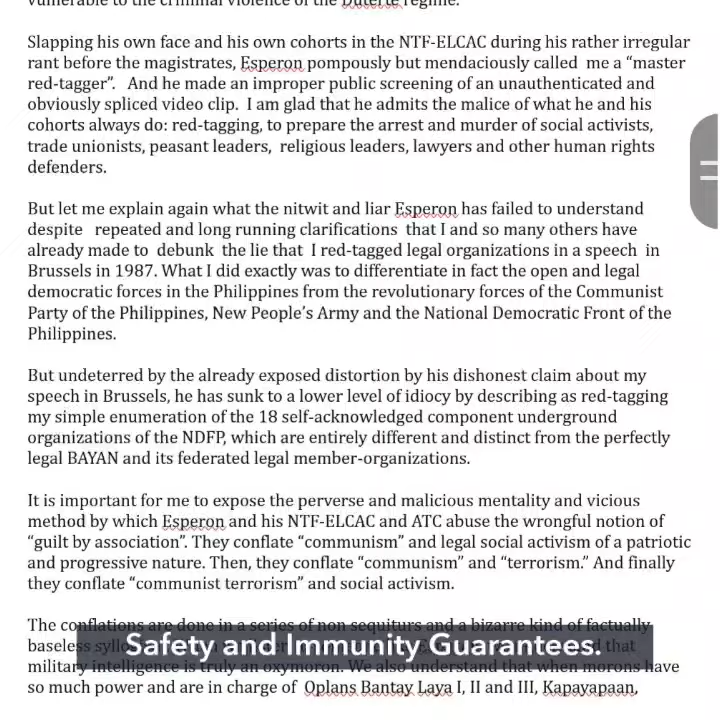 vulnerable to the criminal violence of the Duterte regime.
Slapping his own face and his own cohorts in the NTF-ELCAC during his rather irregular
rant before the magistrates, Esperon pompously but mendaciously called me a “master
red-tagger”. And he made an improper public screening of an unauthenticated and
obviously spliced video clip. I am glad that he admits the malice of what he and his
cohorts always do: red-tagging, to prepare the arrest and murder of social activists,
trade unionists, peasant leaders, religious leaders, lawyers and other human rights
defenders.
But let me explain again what the nitwit and liar Esperon has failed to understand
despite repeated and long running clarifications that I and so many others have
already made to debunk the lie that I red-tagged legal organizations in a speech in
Brussels in 1987. What I did exactly was to differentiate in fact the open and legal
democratic forces in the Philippines from the revolutionary forces of the Communist
Party of the Philippines, New People’s Army and the National Democratic Front of the
Philippines.
But undeterred by the already exposed distortion by his dishonest claim about my
speech in Brussels, he has sunk to a lower level of idiocy by describing as red-tagging
my simple enumeration of the 18 self-acknowledged component underground
organizations of the NDFP, which are entirely different and distinct from the perfectly
legal BAYAN and its federated legal member-organizations.
It is important for me to expose the perverse and malicious mentality and vicious
method by which Esperon and his NTF-ELCAC and ATC abuse the wrongful notion of
“guilt by association”. They conflate “communism” and legal social activism of a patriotic
and progressive nature. Then, they conflate “communism” and “terrorism.” And finally
they conflate “communist terrorism” and social activism.
The conflations are done in a series of non sequiturs and a bizarre kind of factually
baseless that
Safety and Immunity Guarantees.
military intelligence is truly an oxymoron. We also understand that when morons have
so much power and are in charge of Oplans Bantay Laya I, II and III, Kapayapaan,